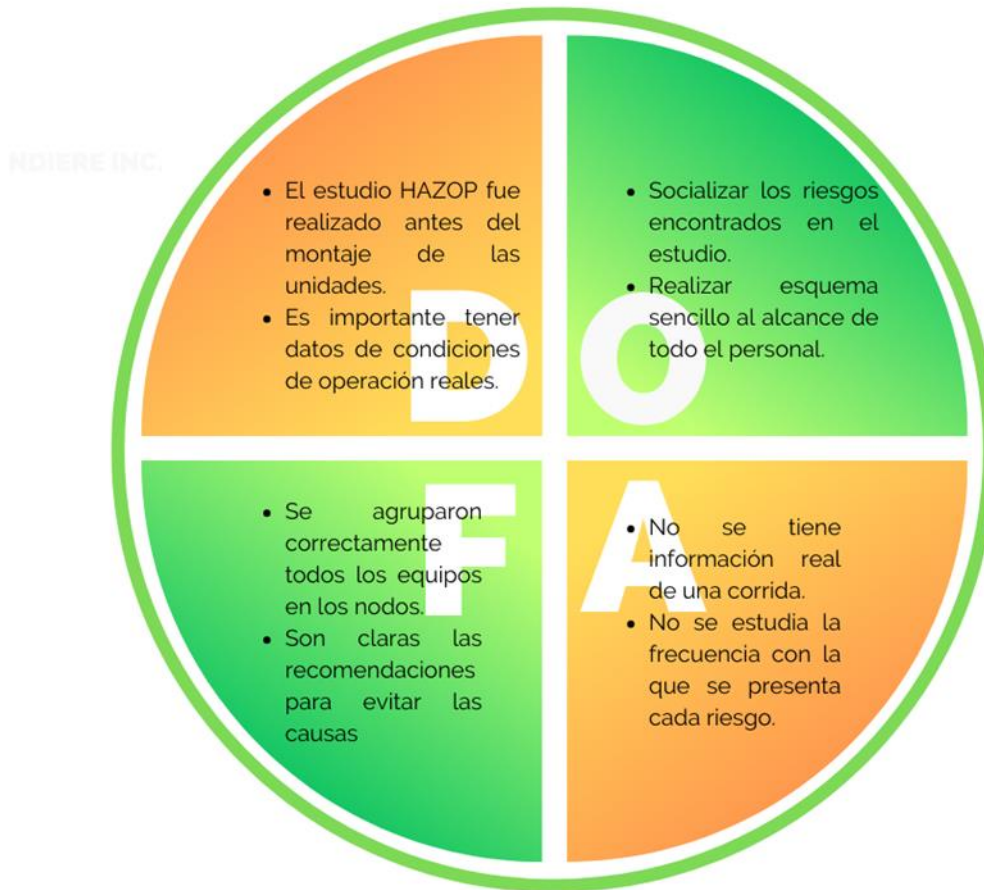 NDIERE INC.
• El estudio HAZOP fue
realizado antes del
montaje de las
unidades.
• Es importante tener
datos de condiciones
de operación reales.
D
• Socializar los riesgos
encontrados en el
estudio.
• Realizar esquema
sencillo al alcance de
todo el personal.
O
• Se agruparon
correctamente
todos los equipos
en los nodos.
• Son claras las
recomendaciones
para evitar las
causas
F
• No se tiene
información real
de una corrida.
• No se estudia la
frecuencia con la
que se presenta
cada riesgo.
A